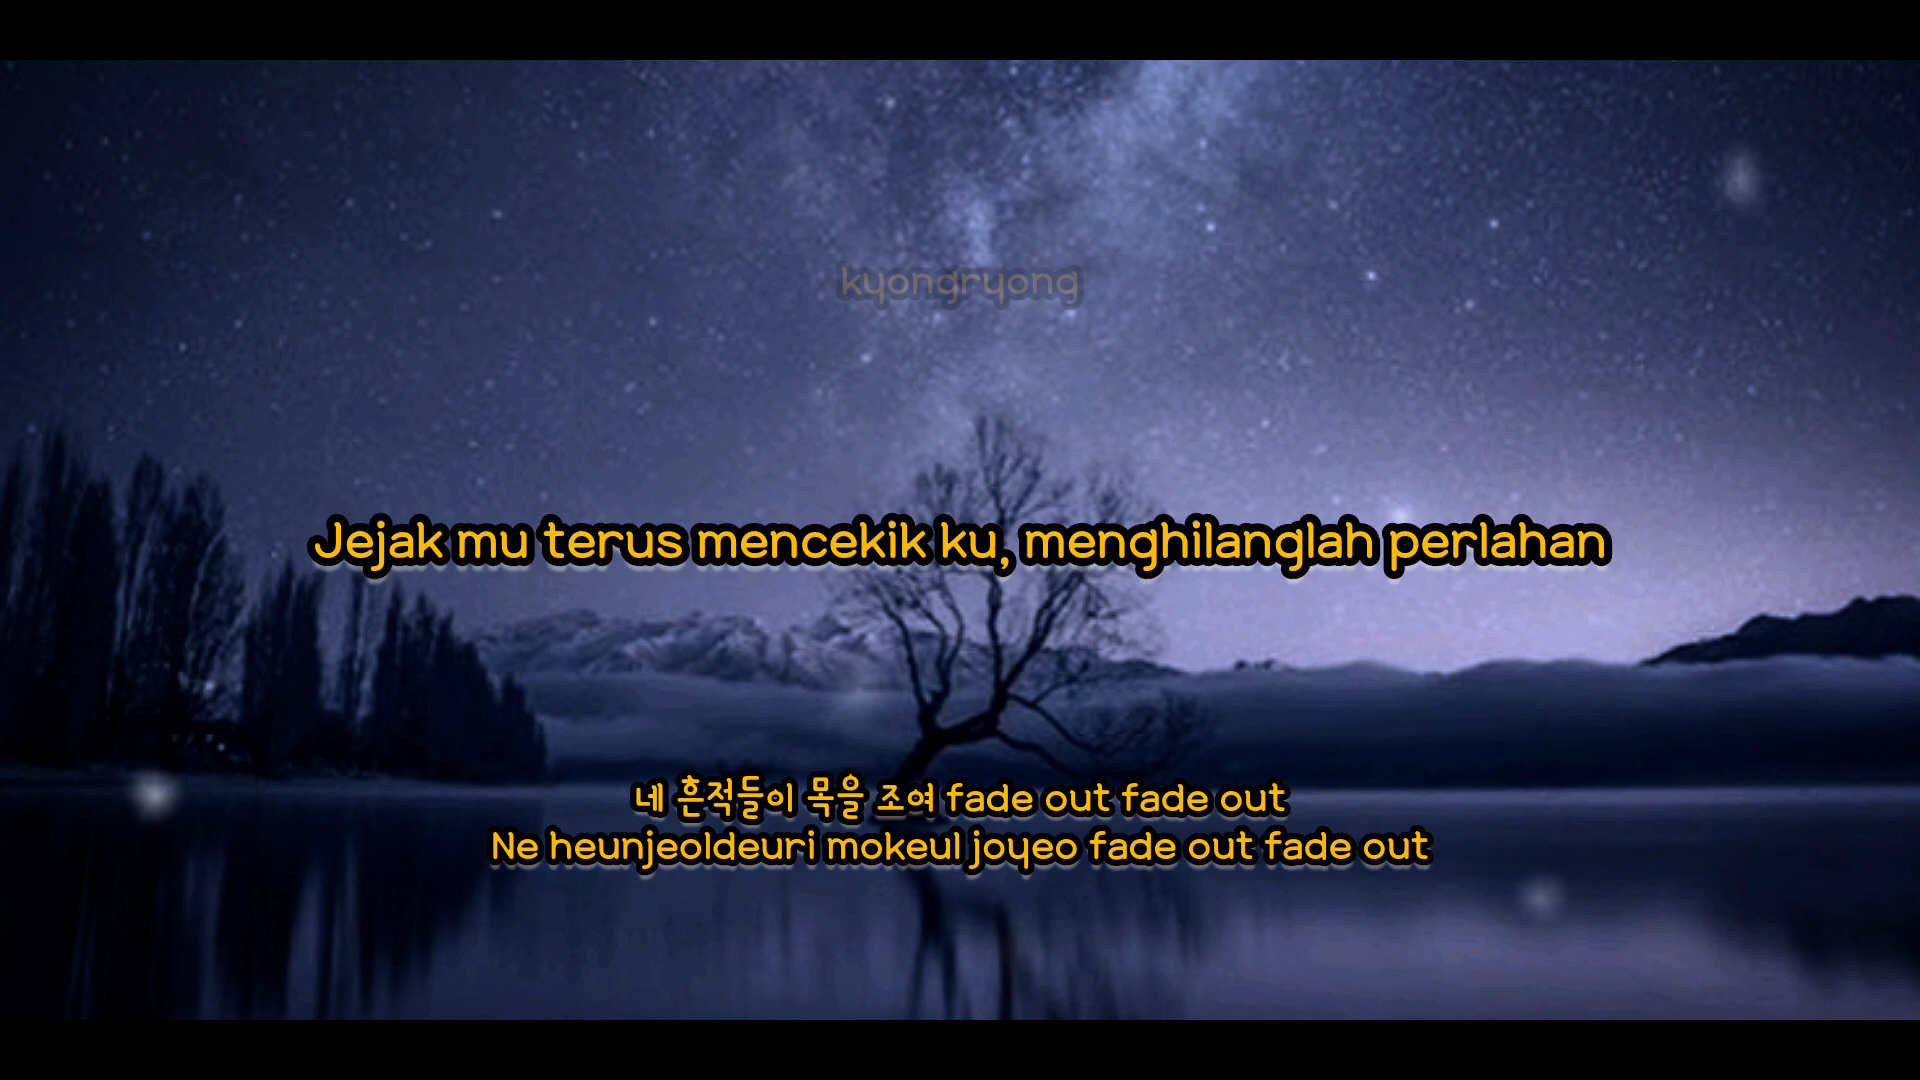 kyongryong
Jejak mu terus mencekik ku, menghilanglah perlahan
네 흔적들이 목을 조여 fade out fade out
Ne heunjeoldeuri mokeul joyeo fade out fade out